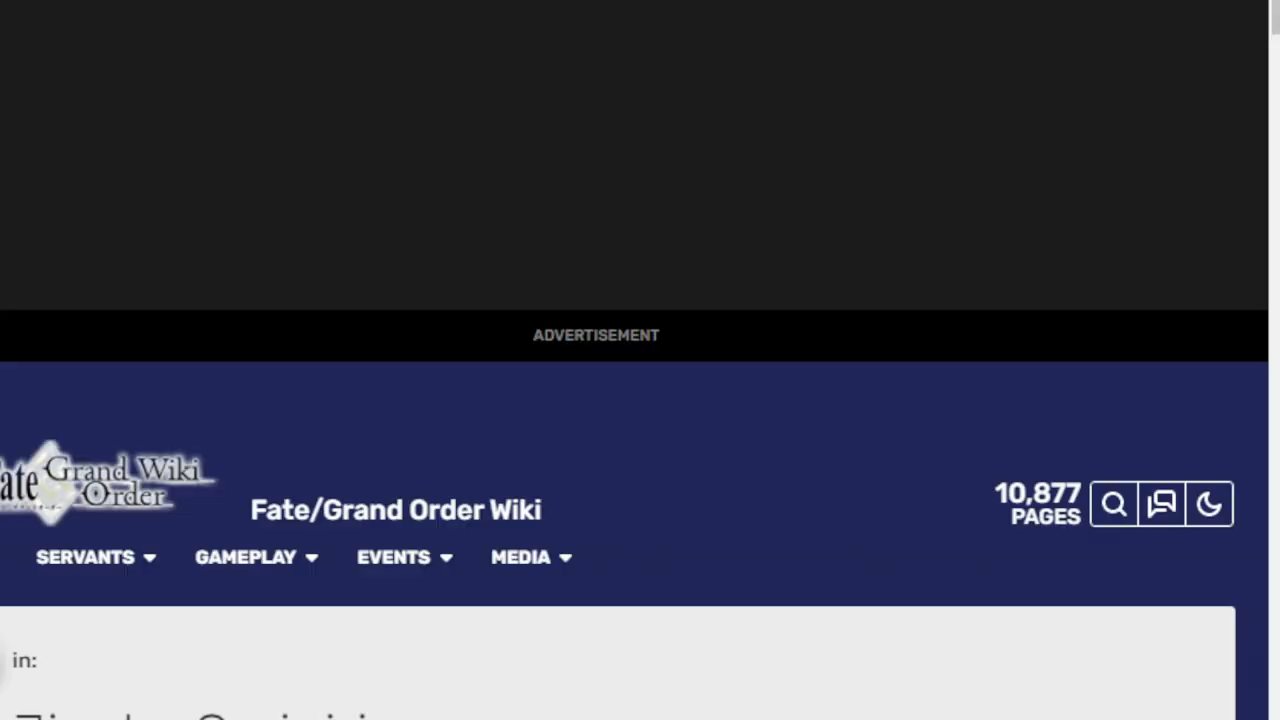 ADVERTISEMENT
Grand Wiki
Order
Fate/Grand Order Wiki
10,877
PAGES
SERVANTS
GAMEPLAY
EVENTS
MEDIA
in: